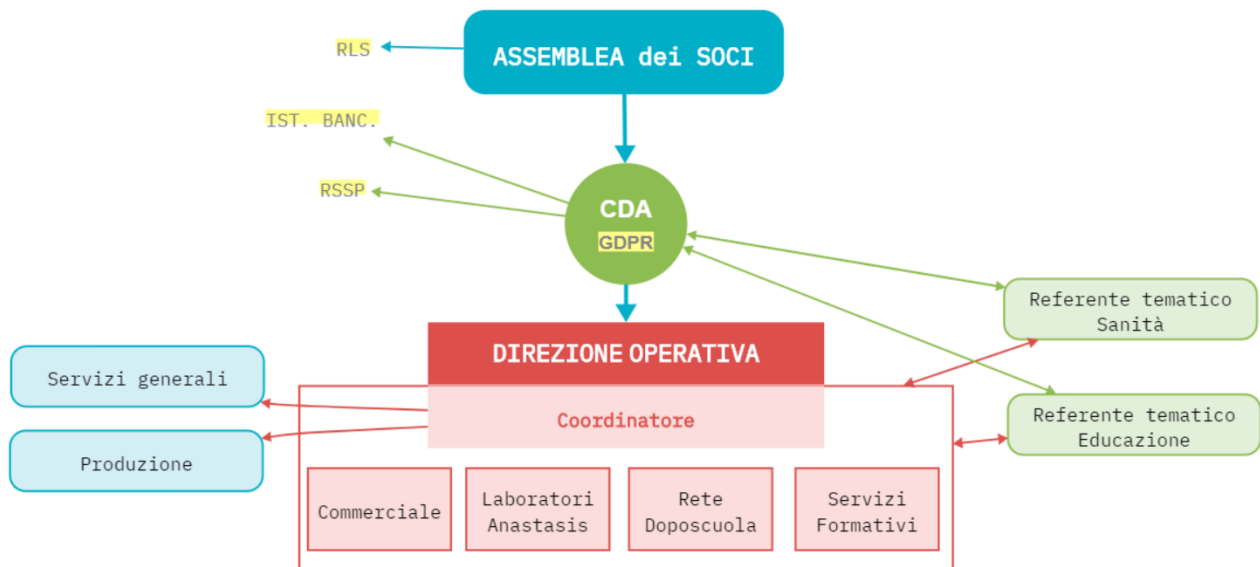 ASSEMBLEA dei SOCI
RLS
IST. BANC.
RSSP
CDA
GDPR
Referente tematico
Sanità
DIREZIONE OPERATIVA
Servizi generali
Coordinatore
Referente tematico
Educazione
Produzione
Commerciale
Laboratori
Anastasis
Rete
Doposcuola
Servizi
Formativi